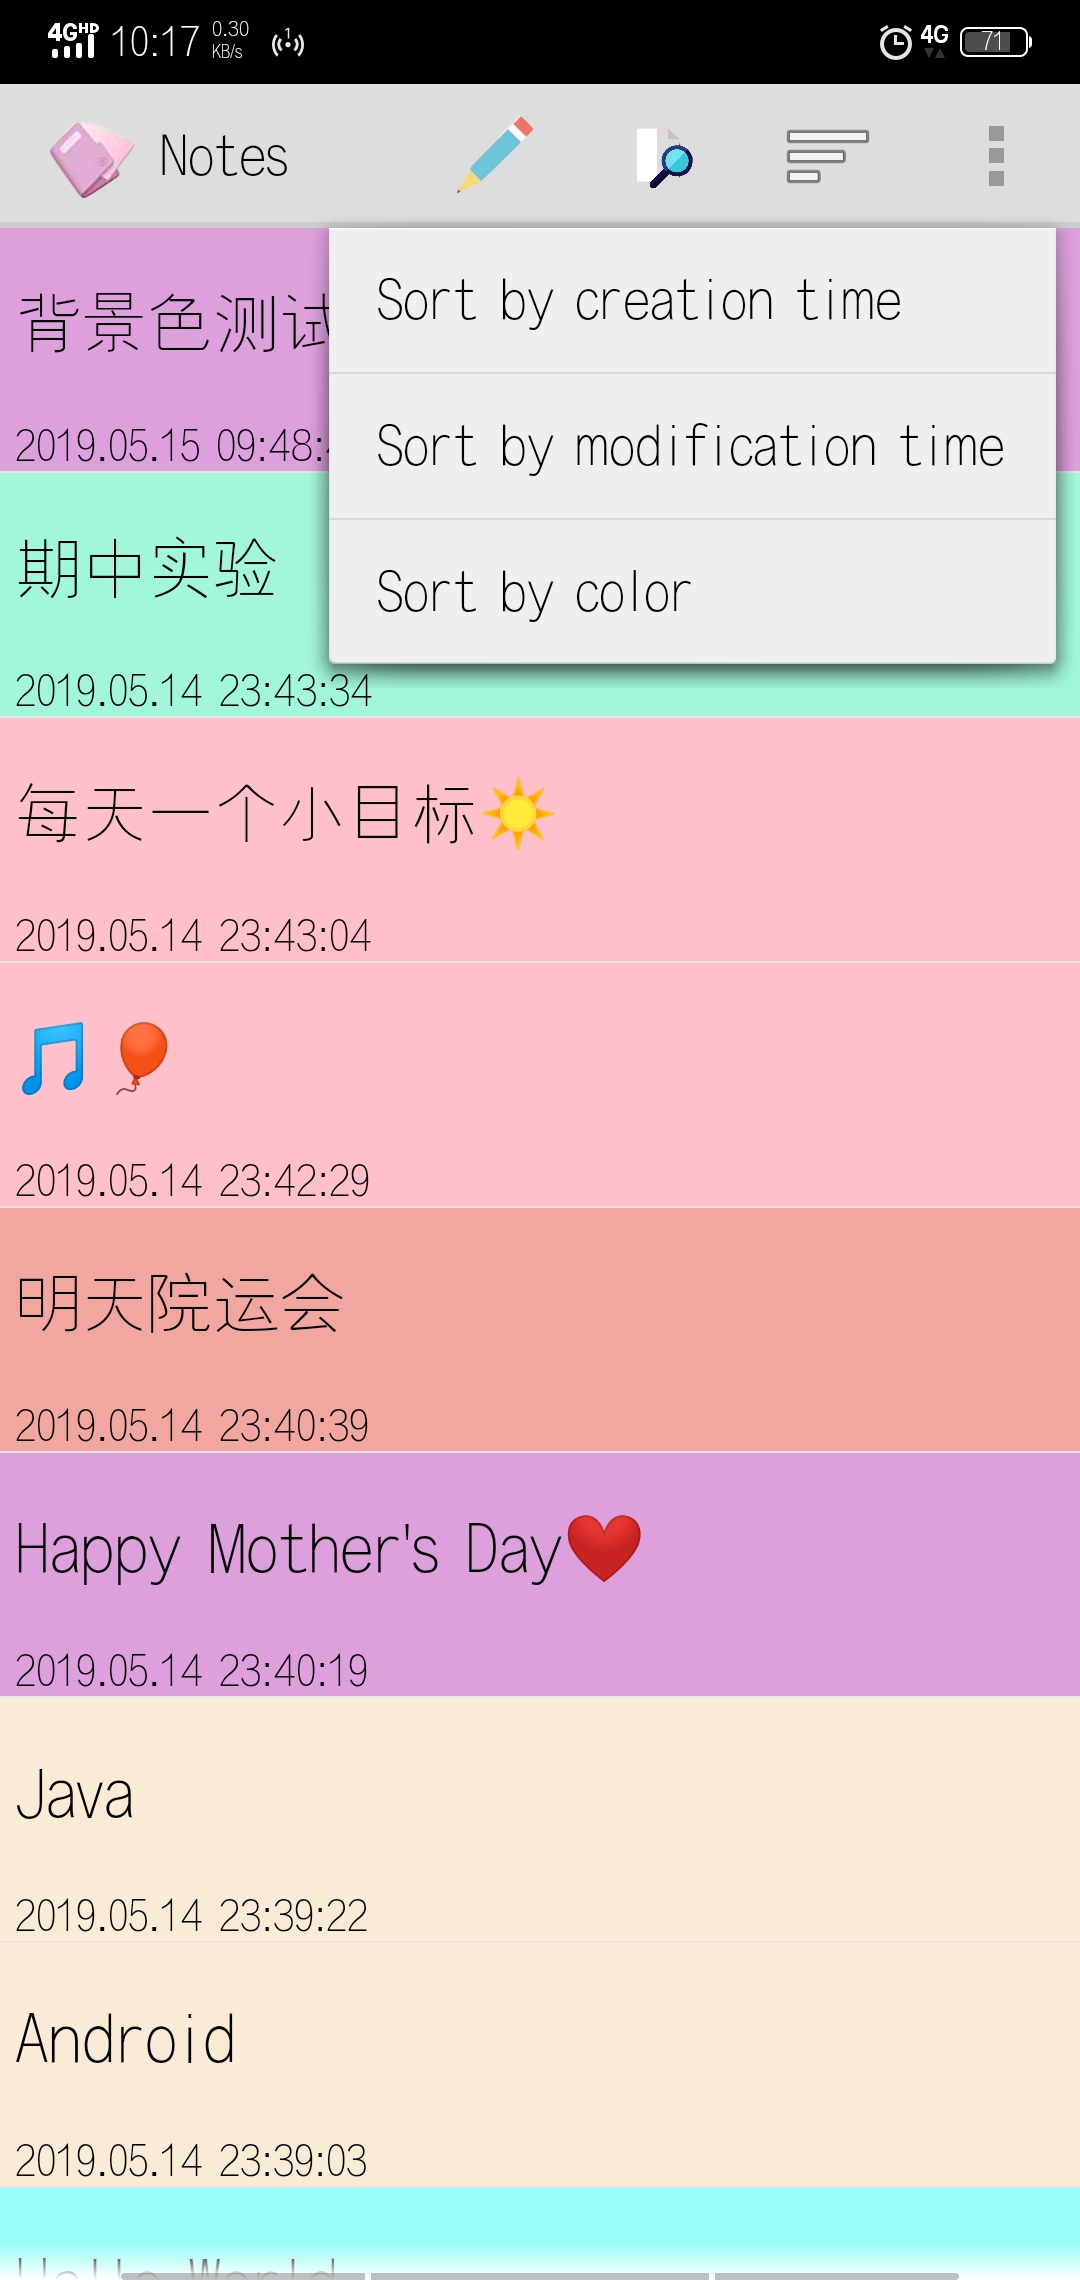 4G HD 10:17 0.30 KB/s 4G 71
Notes
Sort by creation time
Sort by modification time
Sort by color
背景色测试
2019.05.15 09:48:
期中实验
2019.05.14 23:43:34
每天一个小目标☀
2019.05.14 23:43:04
🎵🎈
2019.05.14 23:42:29
明天院运会
2019.05.14 23:40:39
Happy Mother's Day❤
2019.05.14 23:40:19
Java
2019.05.14 23:39:22
Android
2019.05.14 23:39:03
Hello World